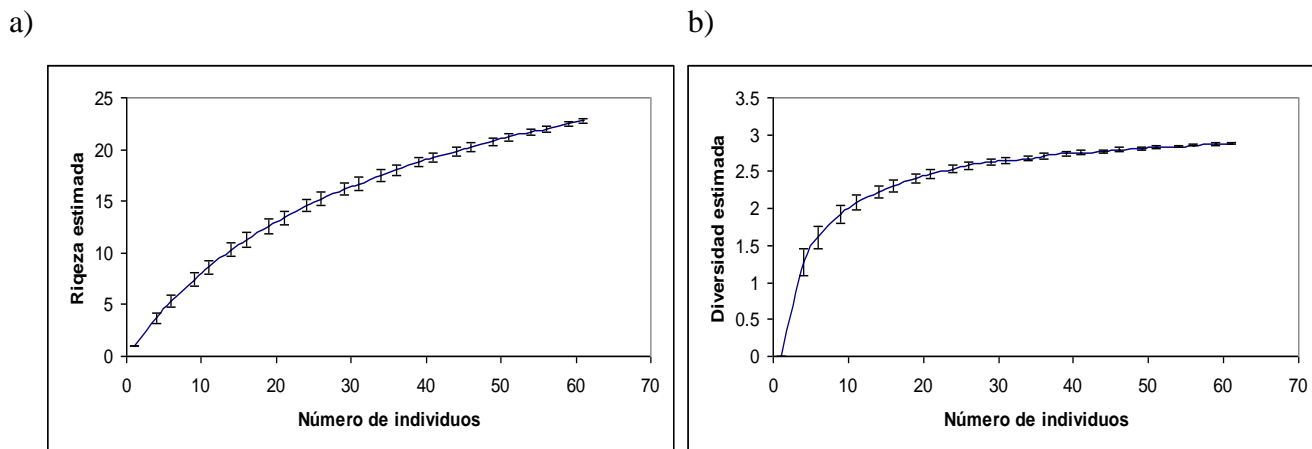 a)
b)
25
20
15
10
5
0
Riqeza estimada
0 10 20 30 40 50 60 70
Número de individuos
3.5
3
2.5
2
1.5
1
0.5
0
Diversidad estimada
0 10 20 30 40 50 60 70
Número de individuos